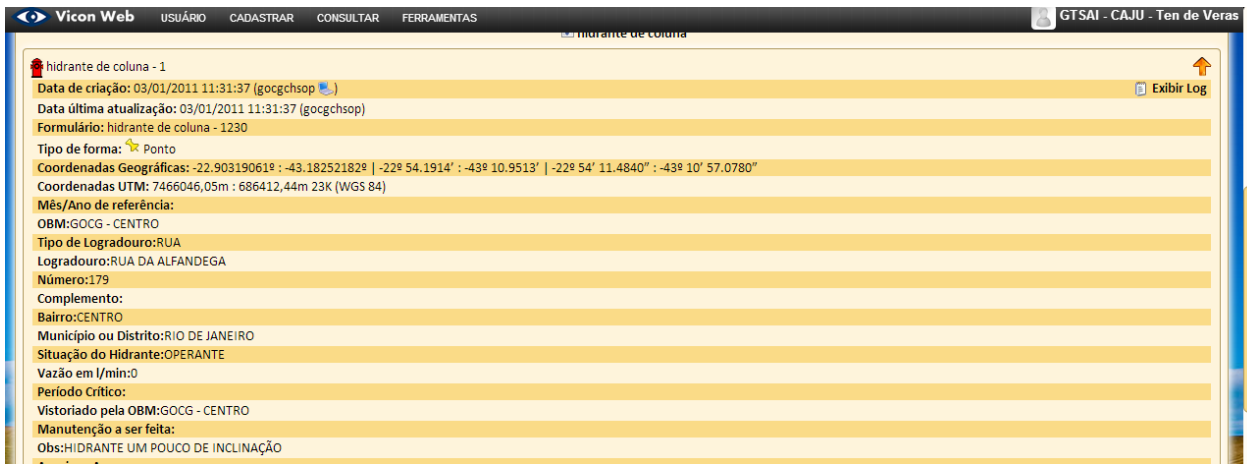 Vicon Web USUÁRIO CADASTRAR CONSULTAR FERRAMENTAS GTSAI - CAJU - Ten de Veras
hidrante de coluna
hidrante de coluna - 1
Data de criação: 03/01/2011 11:31:37 (gocgchsop) Exibir Log
Data última atualização: 03/01/2011 11:31:37 (gocgchsop)
Formulário: hidrante de coluna - 1230
Tipo de forma: Ponto
Coordenadas Geográficas: -22.90319061º : -43.18252182º | -22º 54.1914′ : -43º 10.9513′ | -22º 54′ 11.4840″ : -43º 10′ 57.0780″
Coordenadas UTM: 7466046,05m : 686412,44m 23K (WGS 84)
Mês/Ano de referência:
OBM:GOCG - CENTRO
Tipo de Logradouro:RUA
Logradouro:RUA DA ALFANDEGA
Número:179
Complemento:
Bairro:CENTRO
Município ou Distrito:RIO DE JANEIRO
Situação do Hidrante:OPERANTE
Vazão em l/min:0
Período Crítico:
Vistoriado pela OBM:GOCG - CENTRO
Manutenção a ser feita:
Obs:HIDRANTE UM POUCO DE INCLINAÇÃO